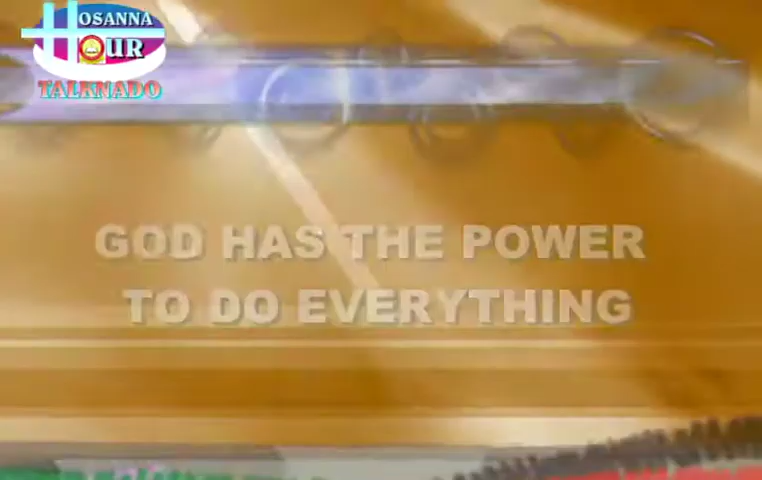 HOSANNA
HOUR
TALKNADO
GOD HAS THE POWER
TO DO EVERYTHING